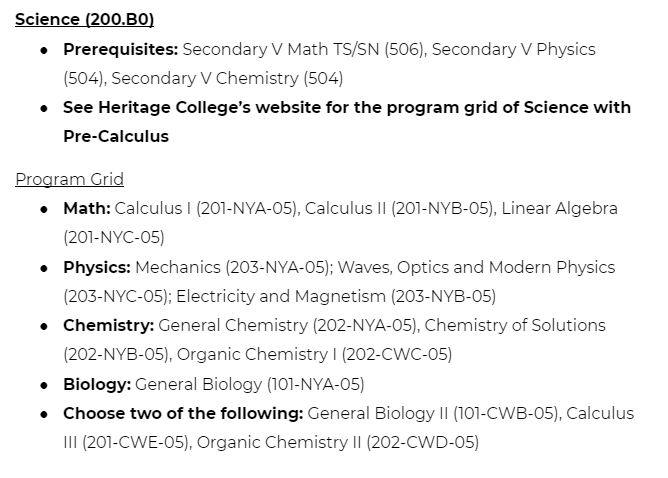 Science (200.B0)
● Prerequisites: Secondary V Math TS/SN (506), Secondary V Physics
(504), Secondary V Chemistry (504)
● See Heritage College's website for the program grid of Science with
Pre-Calculus
Program Grid
● Math: Calculus I (201-NYA-05), Calculus II (201-NYB-05), Linear Algebra
(201-NYC-05)
● Physics: Mechanics (203-NYA-05); Waves, Optics and Modern Physics
(203-NYC-05); Electricity and Magnetism (203-NYB-05)
● Chemistry: General Chemistry (202-NYA-05), Chemistry of Solutions
(202-NYB-05), Organic Chemistry I (202-CWC-05)
● Biology: General Biology (101-NYA-05)
● Choose two of the following: General Biology II (101-CWB-05), Calculus
III (201-CWE-05), Organic Chemistry II (202-CWD-05)